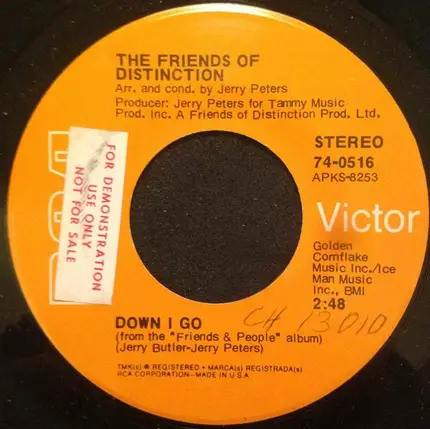 THE FRIENDS OF
DISTINCTION
Arr. and cond. by Jerry Peters
Producer: Jerry Peters for Tammy Music
Prod. Inc. A Friends of Distinction Prod. Ltd.
FOR DEMONSTRATION
USE ONLY
NOT FOR SALE
STEREO
74-0516
APKS-8253
Victor
Golden
Cornflake
Music Inc./Ice
Man Music
Inc., BMI
2:48
CH 13010
DOWN I GO
(from the "Friends & People" album)
(Jerry Butler-Jerry Peters)
TMK(s) ® REGISTERED • MARCA(s) REGISTRADA(s)
RCA CORPORATION—MADE IN U.S.A